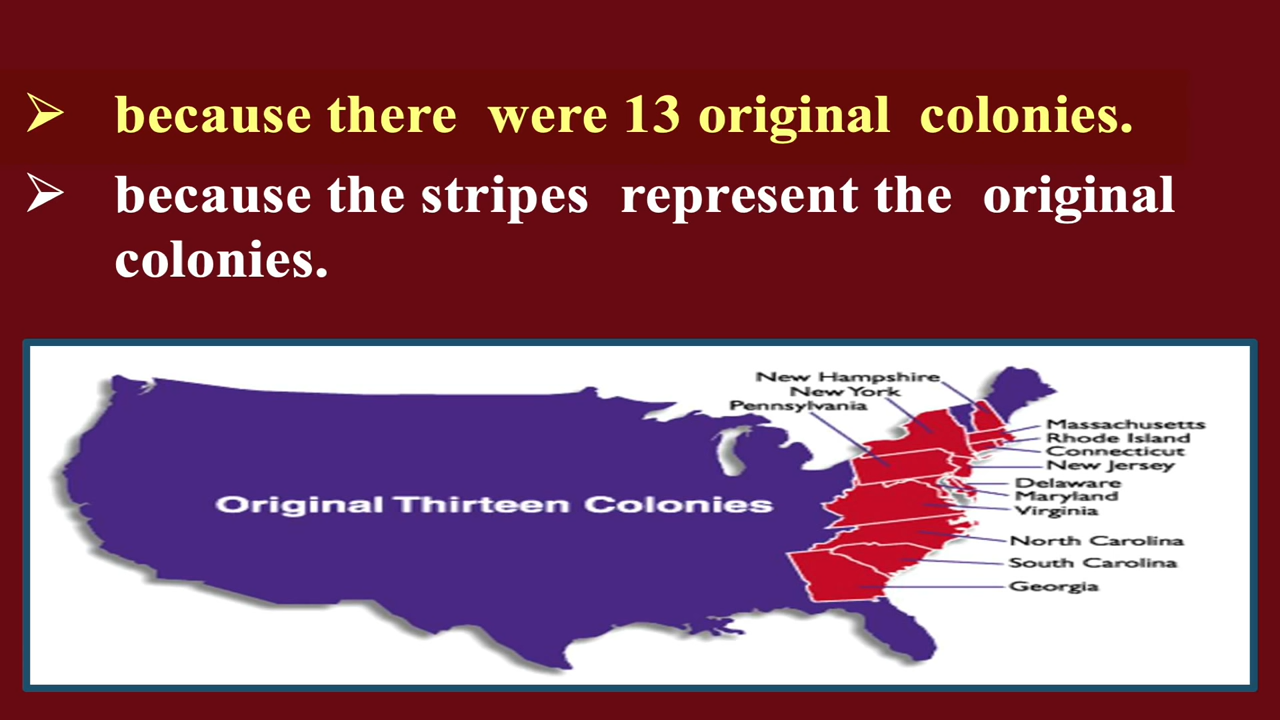 because there were 13 original colonies.
because the stripes represent the original
colonies.
New Hampshire
New York
Pennsylvania
Massachusetts
Rhode Island
Connecticut
New Jersey
Delaware
Maryland
Virginia
Original Thirteen Colonies
North Carolina
South Carolina
Georgia